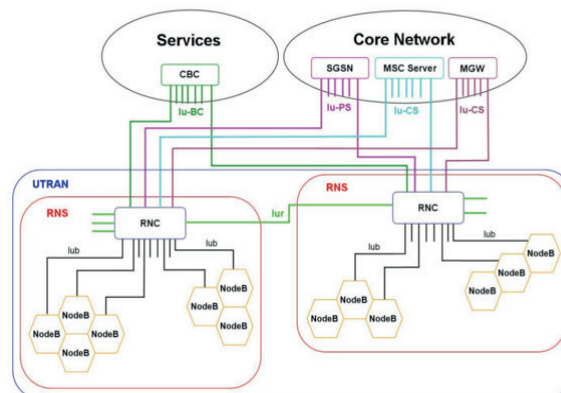 Services
Core Network
CBC
SGSN
MSC Server
MGW
Iu-BC
Iu-PS
Iu-CS
Iu-CS
UTRAN
RNS
RNS
RNC
Iur
RNC
Iub
Iub
Iub
Iub
NodeB
NodeB
NodeB
NodeB
NodeB
NodeB
NodeB
NodeB
NodeB
NodeB
NodeB
NodeB
NodeB